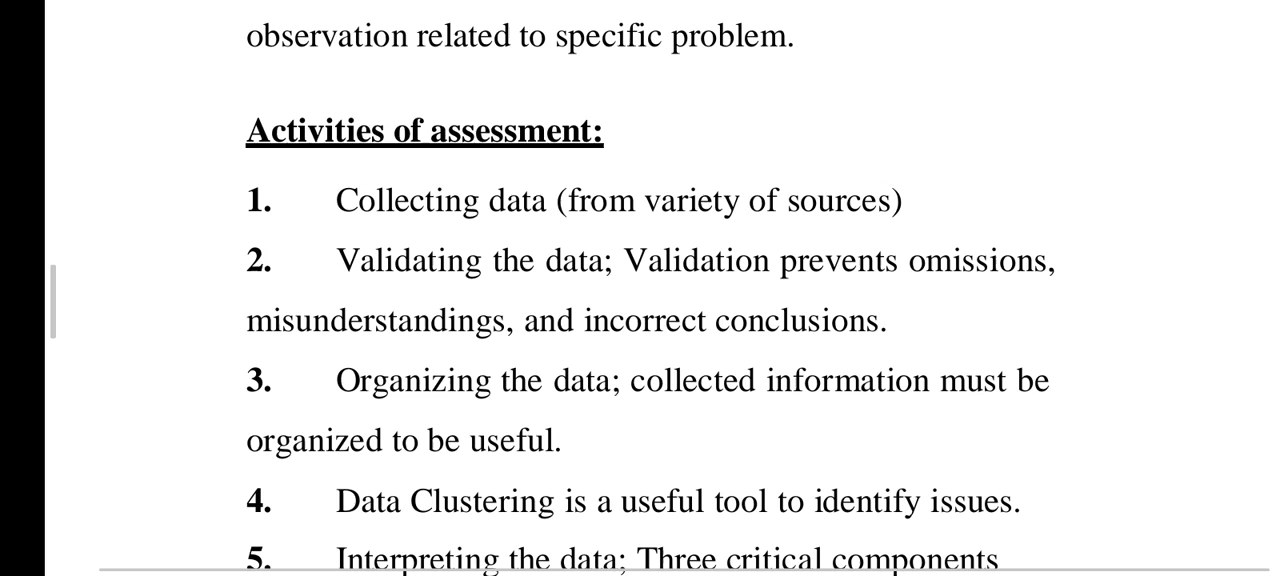 observation related to specific problem.
Activities of assessment:
1. Collecting data (from variety of sources)
2. Validating the data; Validation prevents omissions,
misunderstandings, and incorrect conclusions.
3. Organizing the data; collected information must be
organized to be useful.
4. Data Clustering is a useful tool to identify issues.
5. Interpreting the data; Three critical components